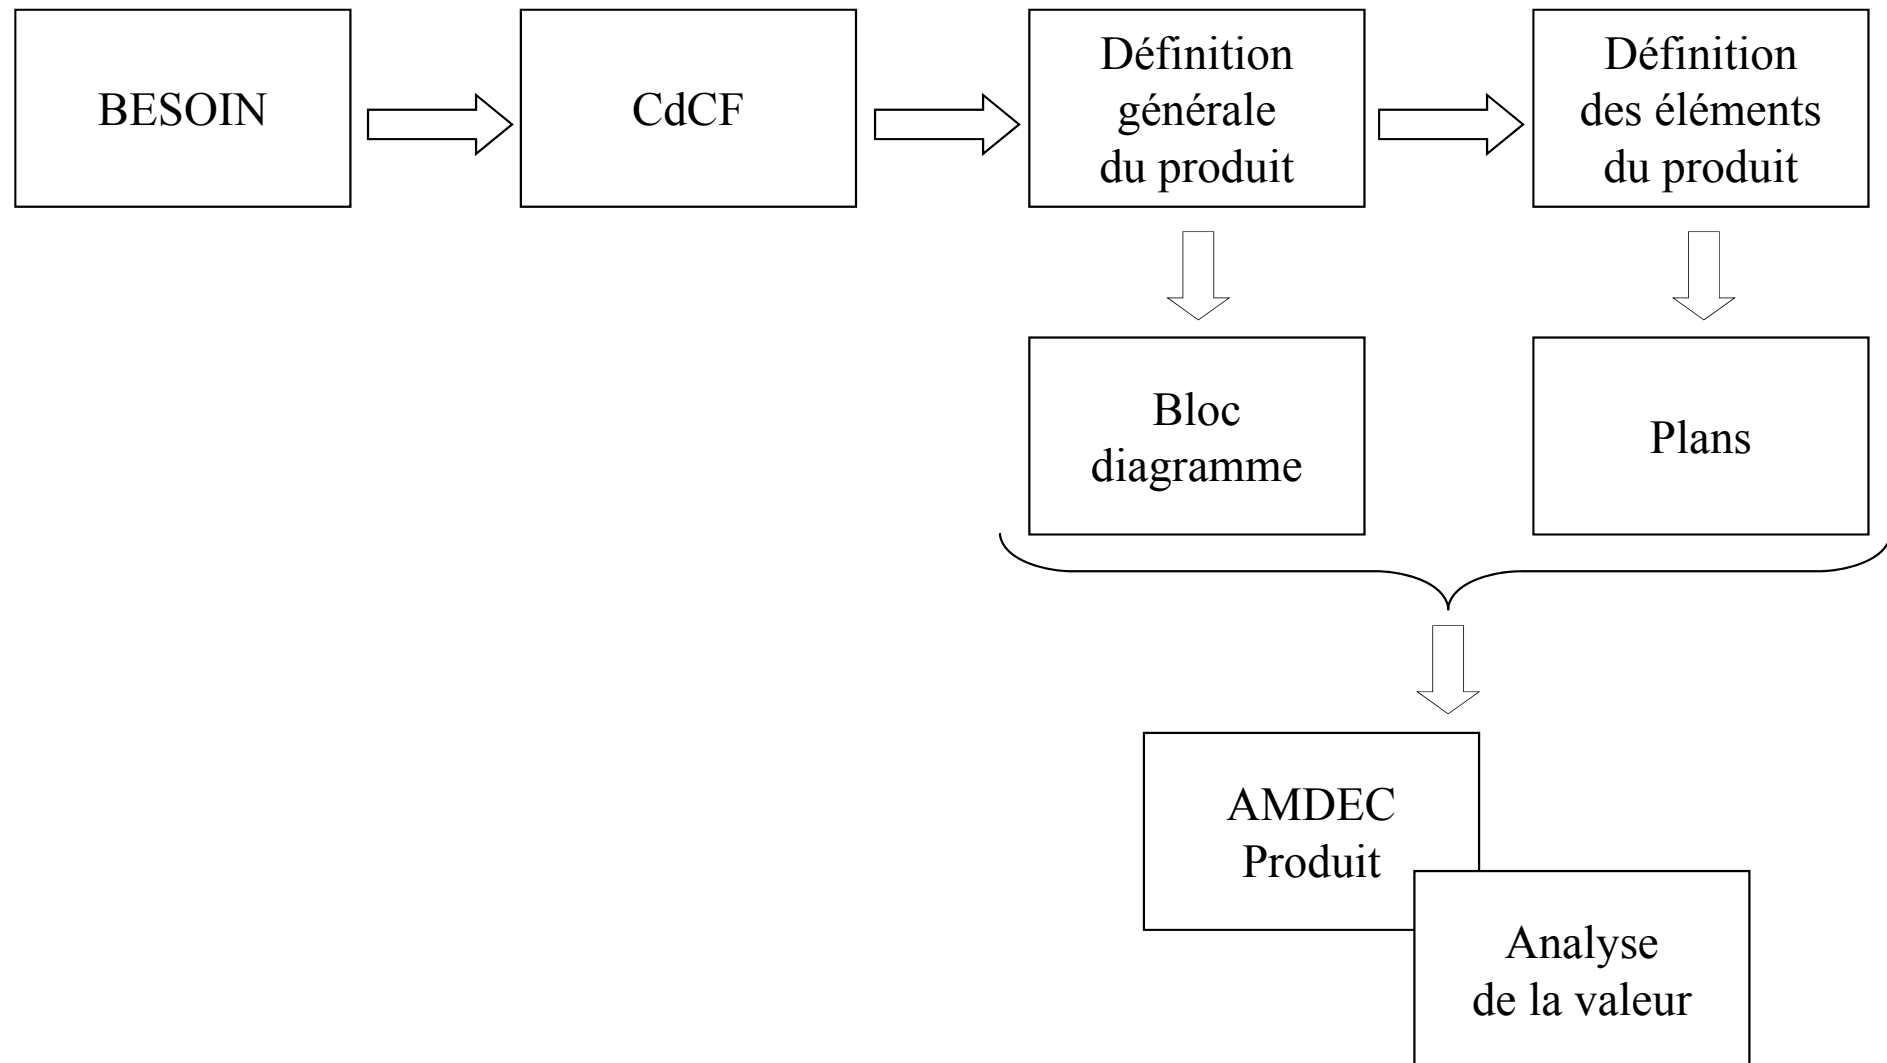 BESOIN
CdCF
Définition
générale
du produit
Définition
des éléments
du produit
Bloc
diagramme
Plans
AMDEC
Produit
Analyse
de la valeur